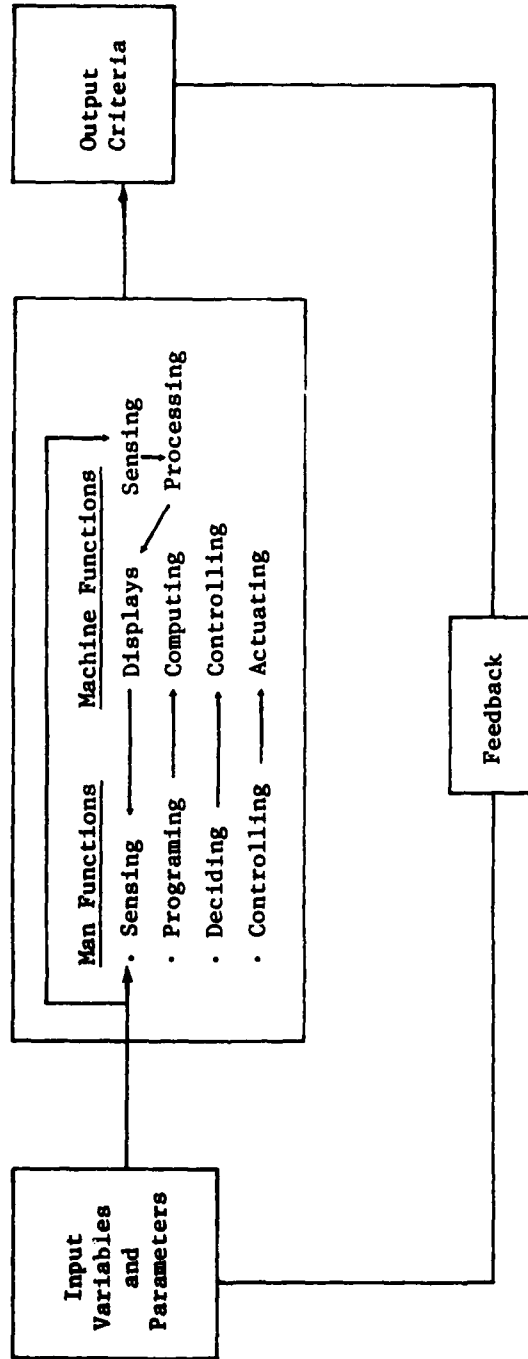 Input
Variables
and
Parameters
Man Functions Machine Functions
· Sensing Displays Sensing
· Programing Computing Processing
· Deciding Controlling
· Controlling Actuating
Output
Criteria
Feedback